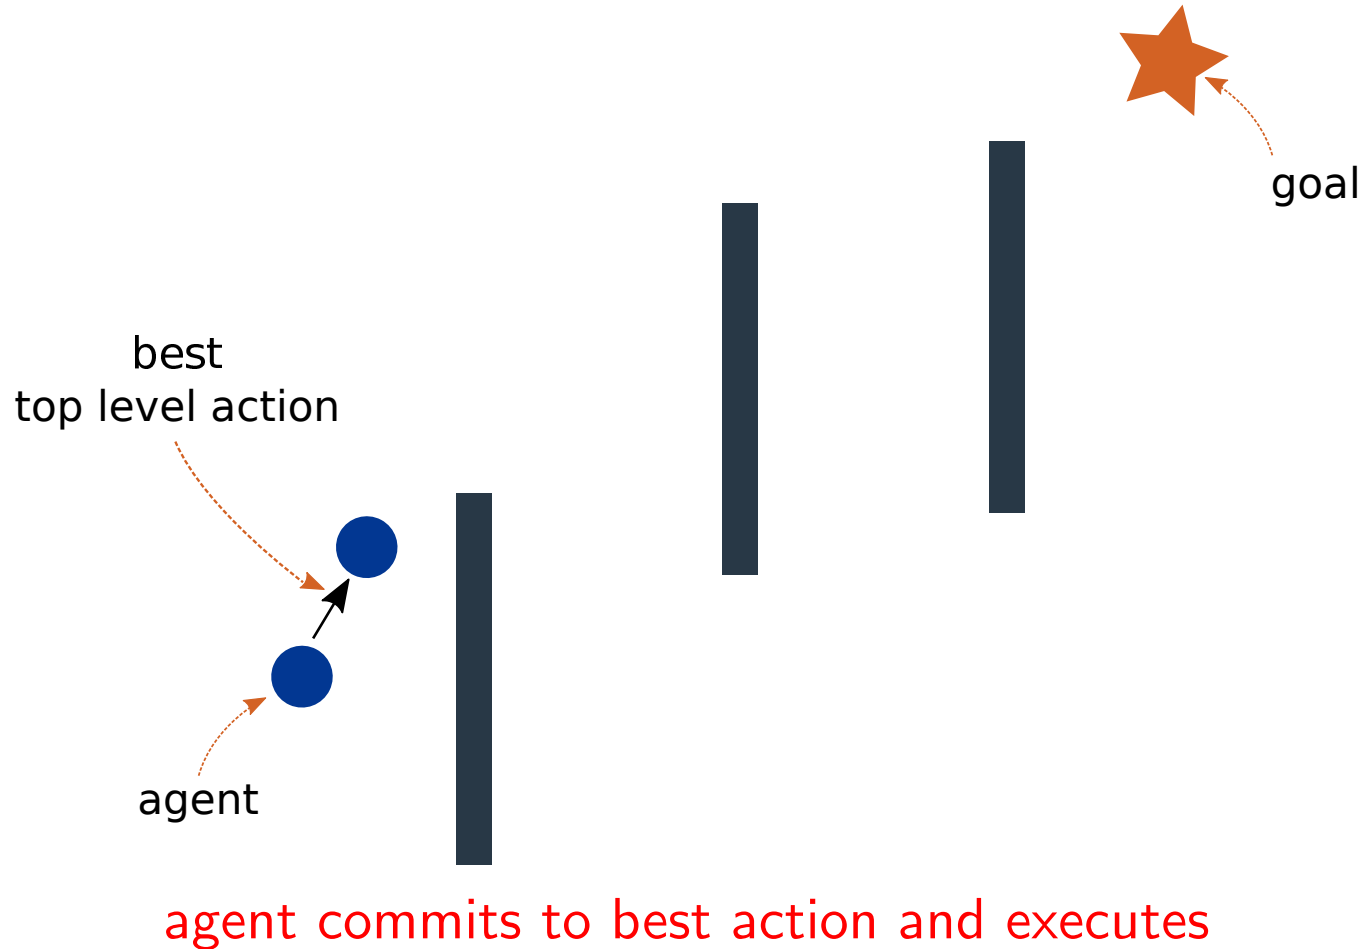 goal
best
top level action
agent
agent commits to best action and executes